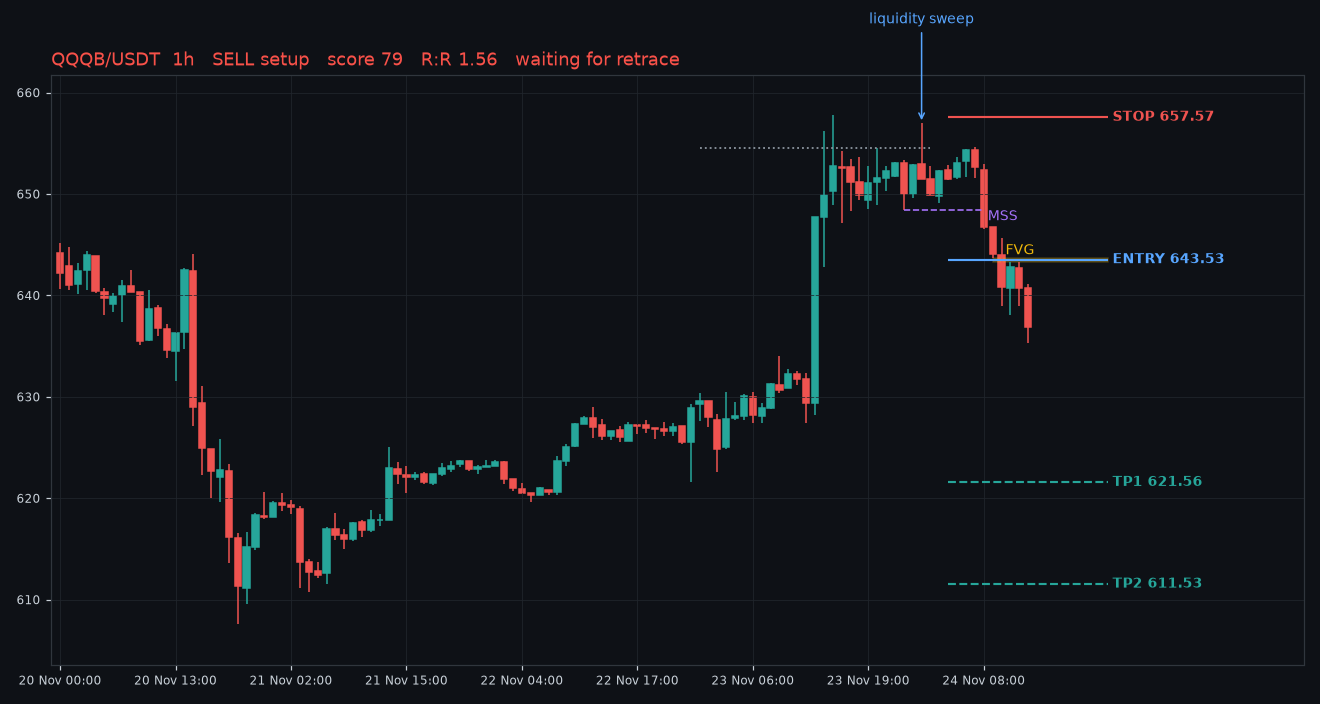 liquidity sweep
QQQB/USDT 1h SELL setup score 79 R:R 1.56 waiting for retrace
660
650
640
630
620
610
STOP 657.57
MSS
FVG
ENTRY 643.53
TP1 621.56
TP2 611.53
20 Nov 00:00
20 Nov 13:00
21 Nov 02:00
21 Nov 15:00
22 Nov 04:00
22 Nov 17:00
23 Nov 06:00
23 Nov 19:00
24 Nov 08:00